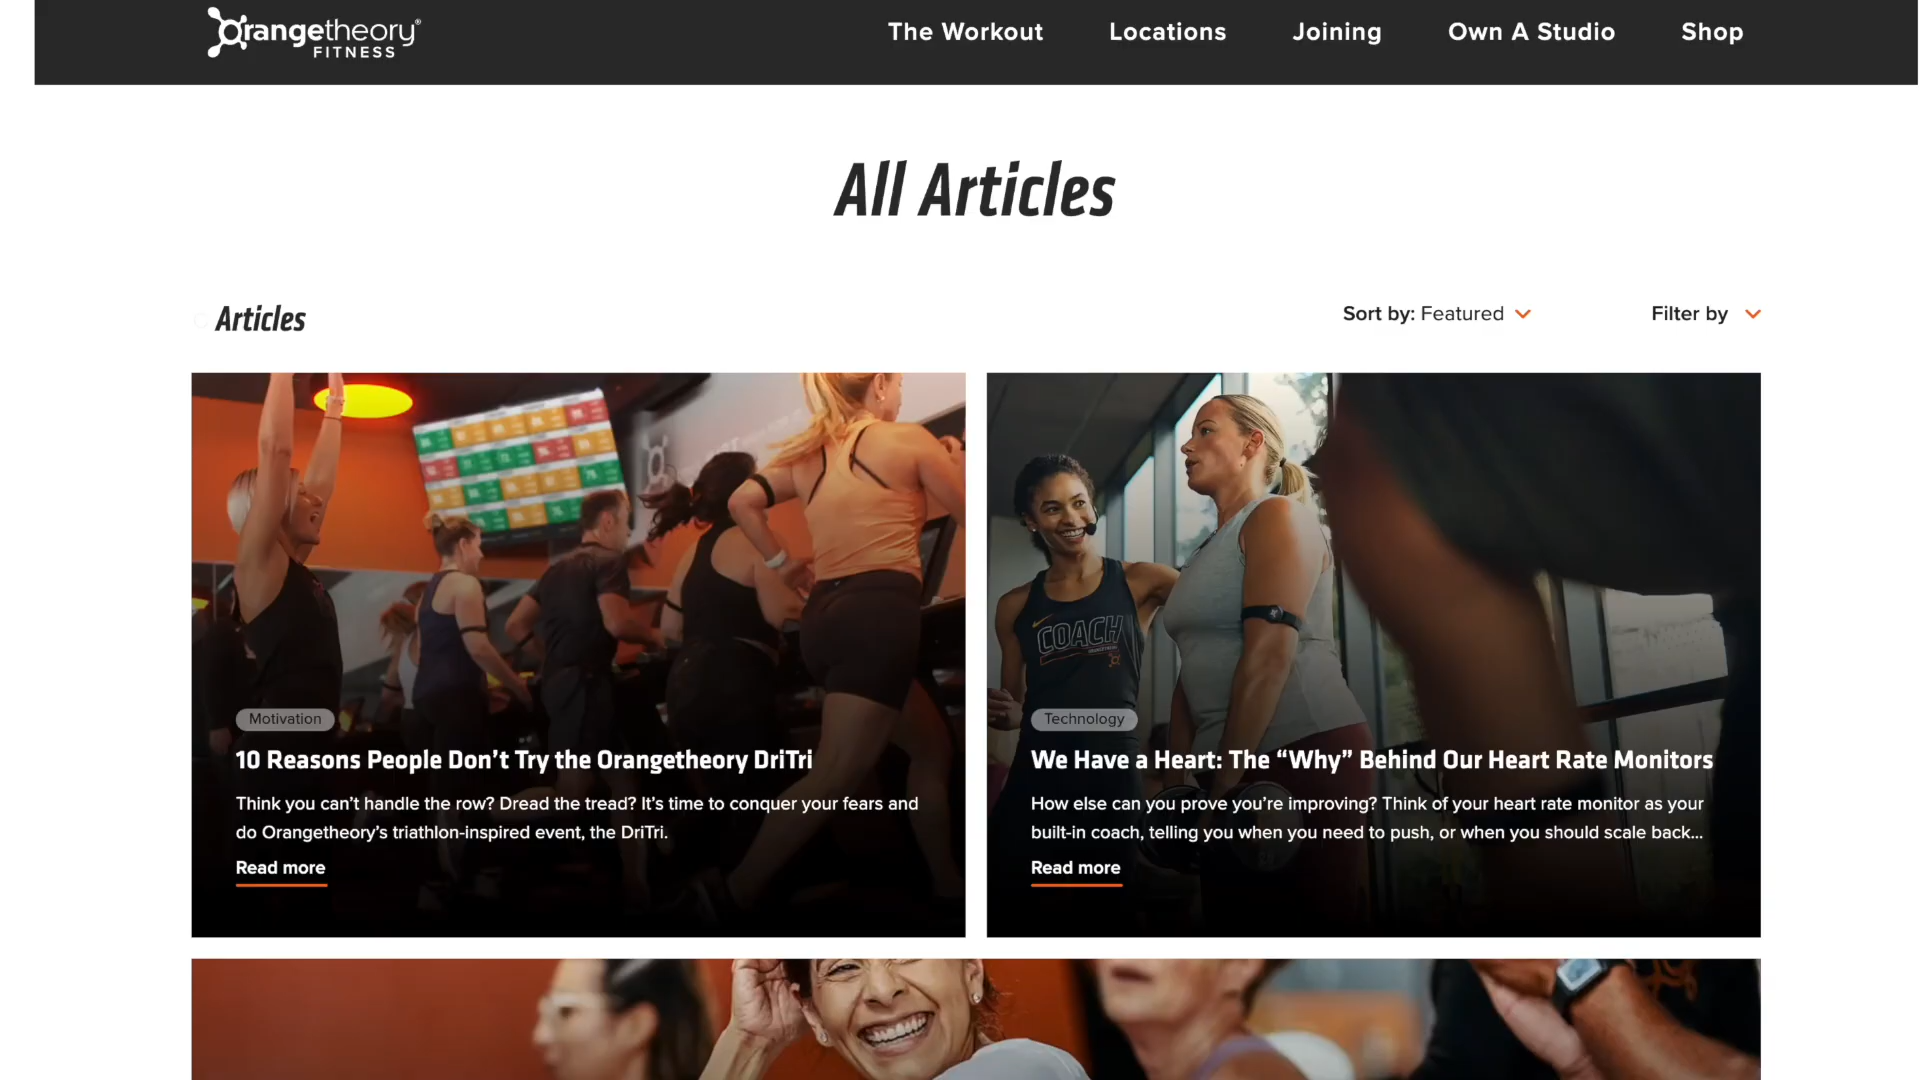 Orangetheory®
FITNESS
The Workout
Locations
Joining
Own A Studio
Shop
All Articles
Articles
Sort by: Featured
Filter by
Motivation
10 Reasons People Don’t Try the Orangetheory DriTri
Think you can’t handle the row? Dread the tread? It’s time to conquer your fears and
do Orangetheory’s triathlon-inspired event, the DriTri.
Read more
COACH
Technology
We Have a Heart: The “Why” Behind Our Heart Rate Monitors
How else can you prove you’re improving? Think of your heart rate monitor as your
built-in coach, telling you when you need to push, or when you should scale back...
Read more